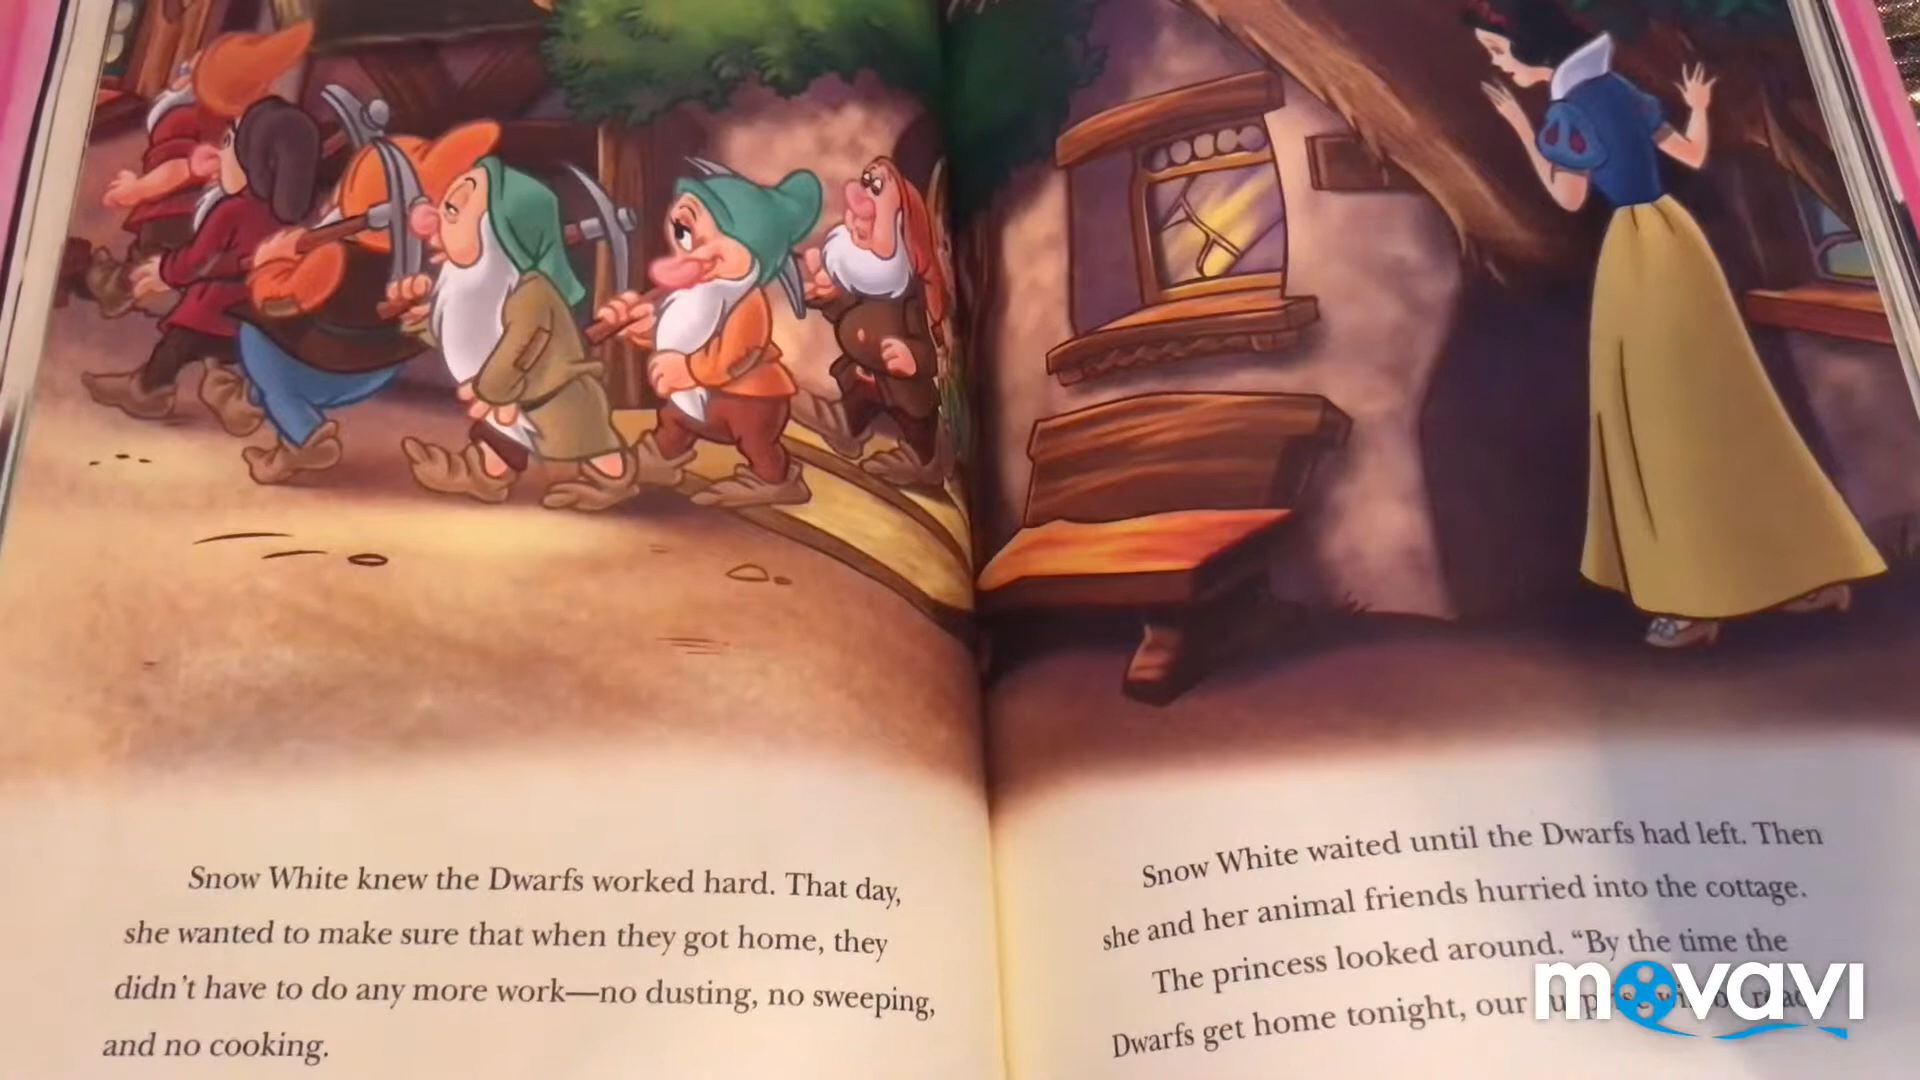 Snow White knew the Dwarfs worked hard. That day,
she wanted to make sure that when they got home, they
didn't have to do any more work—no dusting, no sweeping,
and no cooking.
Snow White waited until the Dwarfs had left. Then
she and her animal friends hurried into the cottage.
The princess looked around. “By the time the
Dwarfs get home tonight, our
movavi